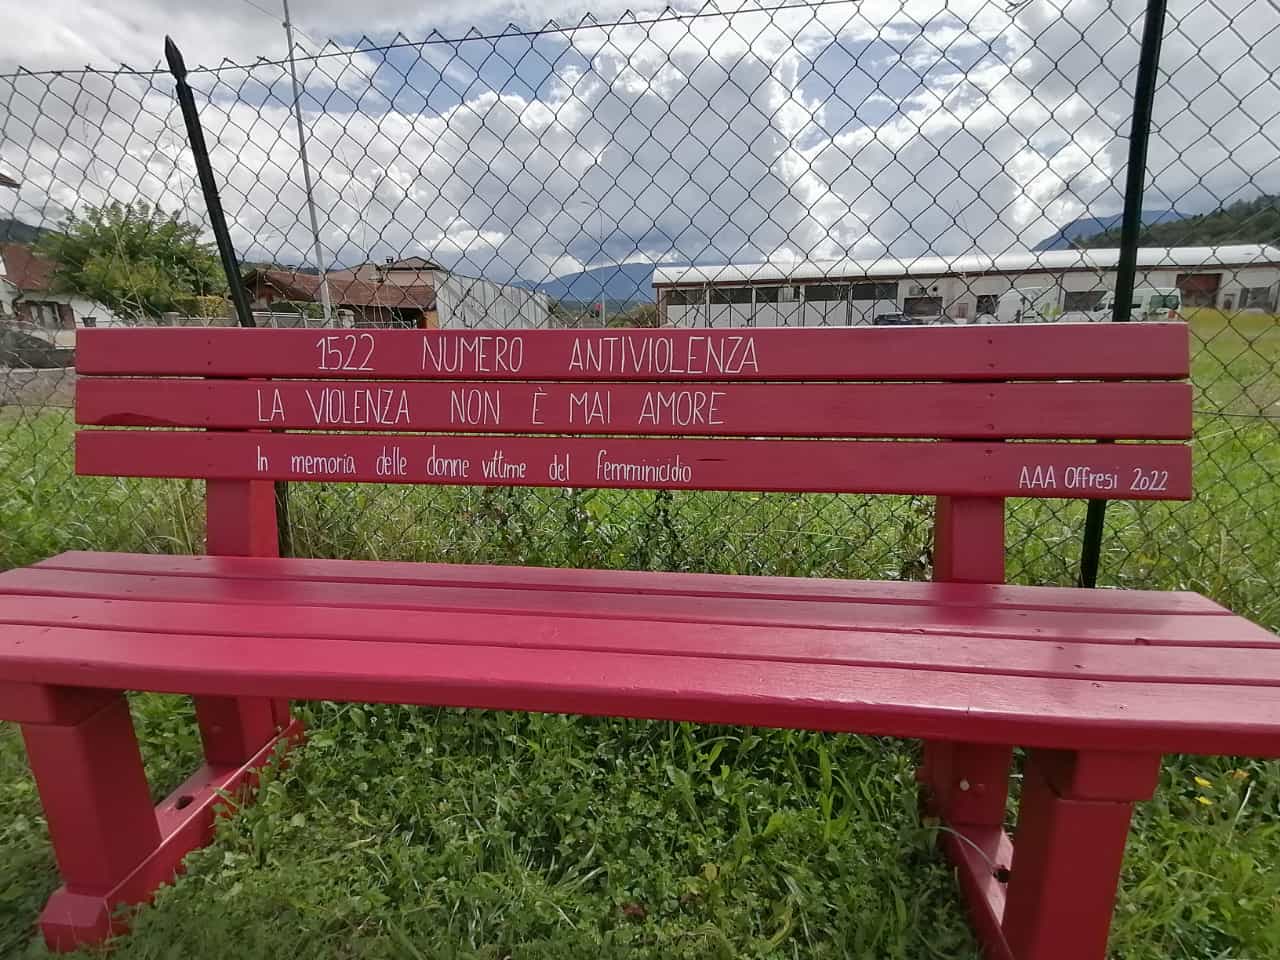 1522 NUMERO ANTIVIOLENZA
LA VIOLENZA NON È MAI AMORE
In memoria delle donne vittime del femminicidio
AAA Offresi 2022